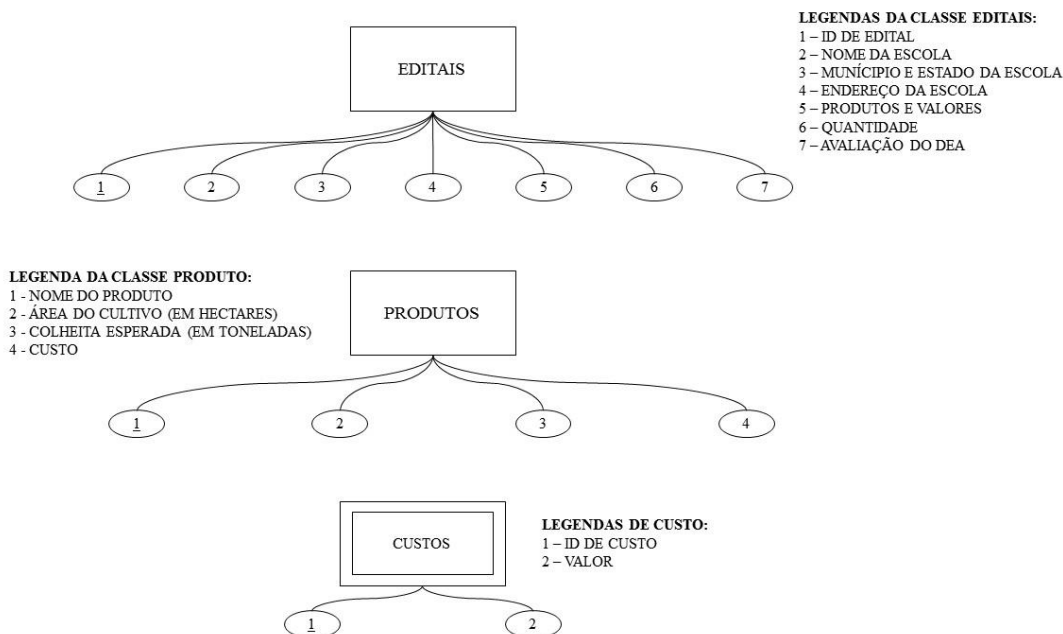 LEGENDAS DA CLASSE EDITAIS:
1 – ID DE EDITAL
2 – NOME DA ESCOLA
3 – MUNÍCIPIO E ESTADO DA ESCOLA
4 – ENDEREÇO DA ESCOLA
5 – PRODUTOS E VALORES
6 – QUANTIDADE
7 – AVALIAÇÃO DO DEA
EDITAIS
1 2 3 4 5 6 7
LEGENDA DA CLASSE PRODUTO:
1 - NOME DO PRODUTO
2 - ÁREA DO CULTIVO (EM HECTARES)
3 - COLHEITA ESPERADA (EM TONELADAS)
4 - CUSTO
PRODUTOS
1 2 3 4
CUSTOS
LEGENDAS DE CUSTO:
1 – ID DE CUSTO
2 – VALOR
1 2